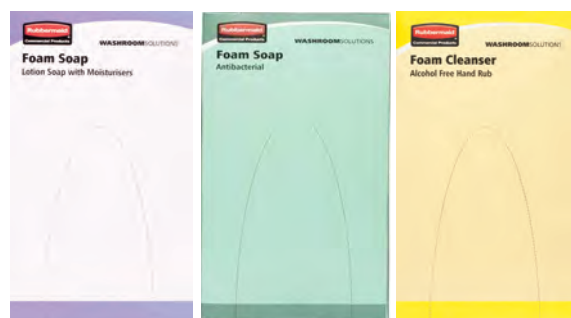 Rubbermaid
Commercial Products
WASHROOMSOLUTIONS
Foam Soap
Lotion Soap with Moisturisers
Rubbermaid
Commercial Products
WASHROOMSOLUTIONS
Foam Soap
Antibacterial
Rubbermaid
Commercial Products
WASHROOMSOLUTIONS
Foam Cleanser
Alcohol Free Hand Rub